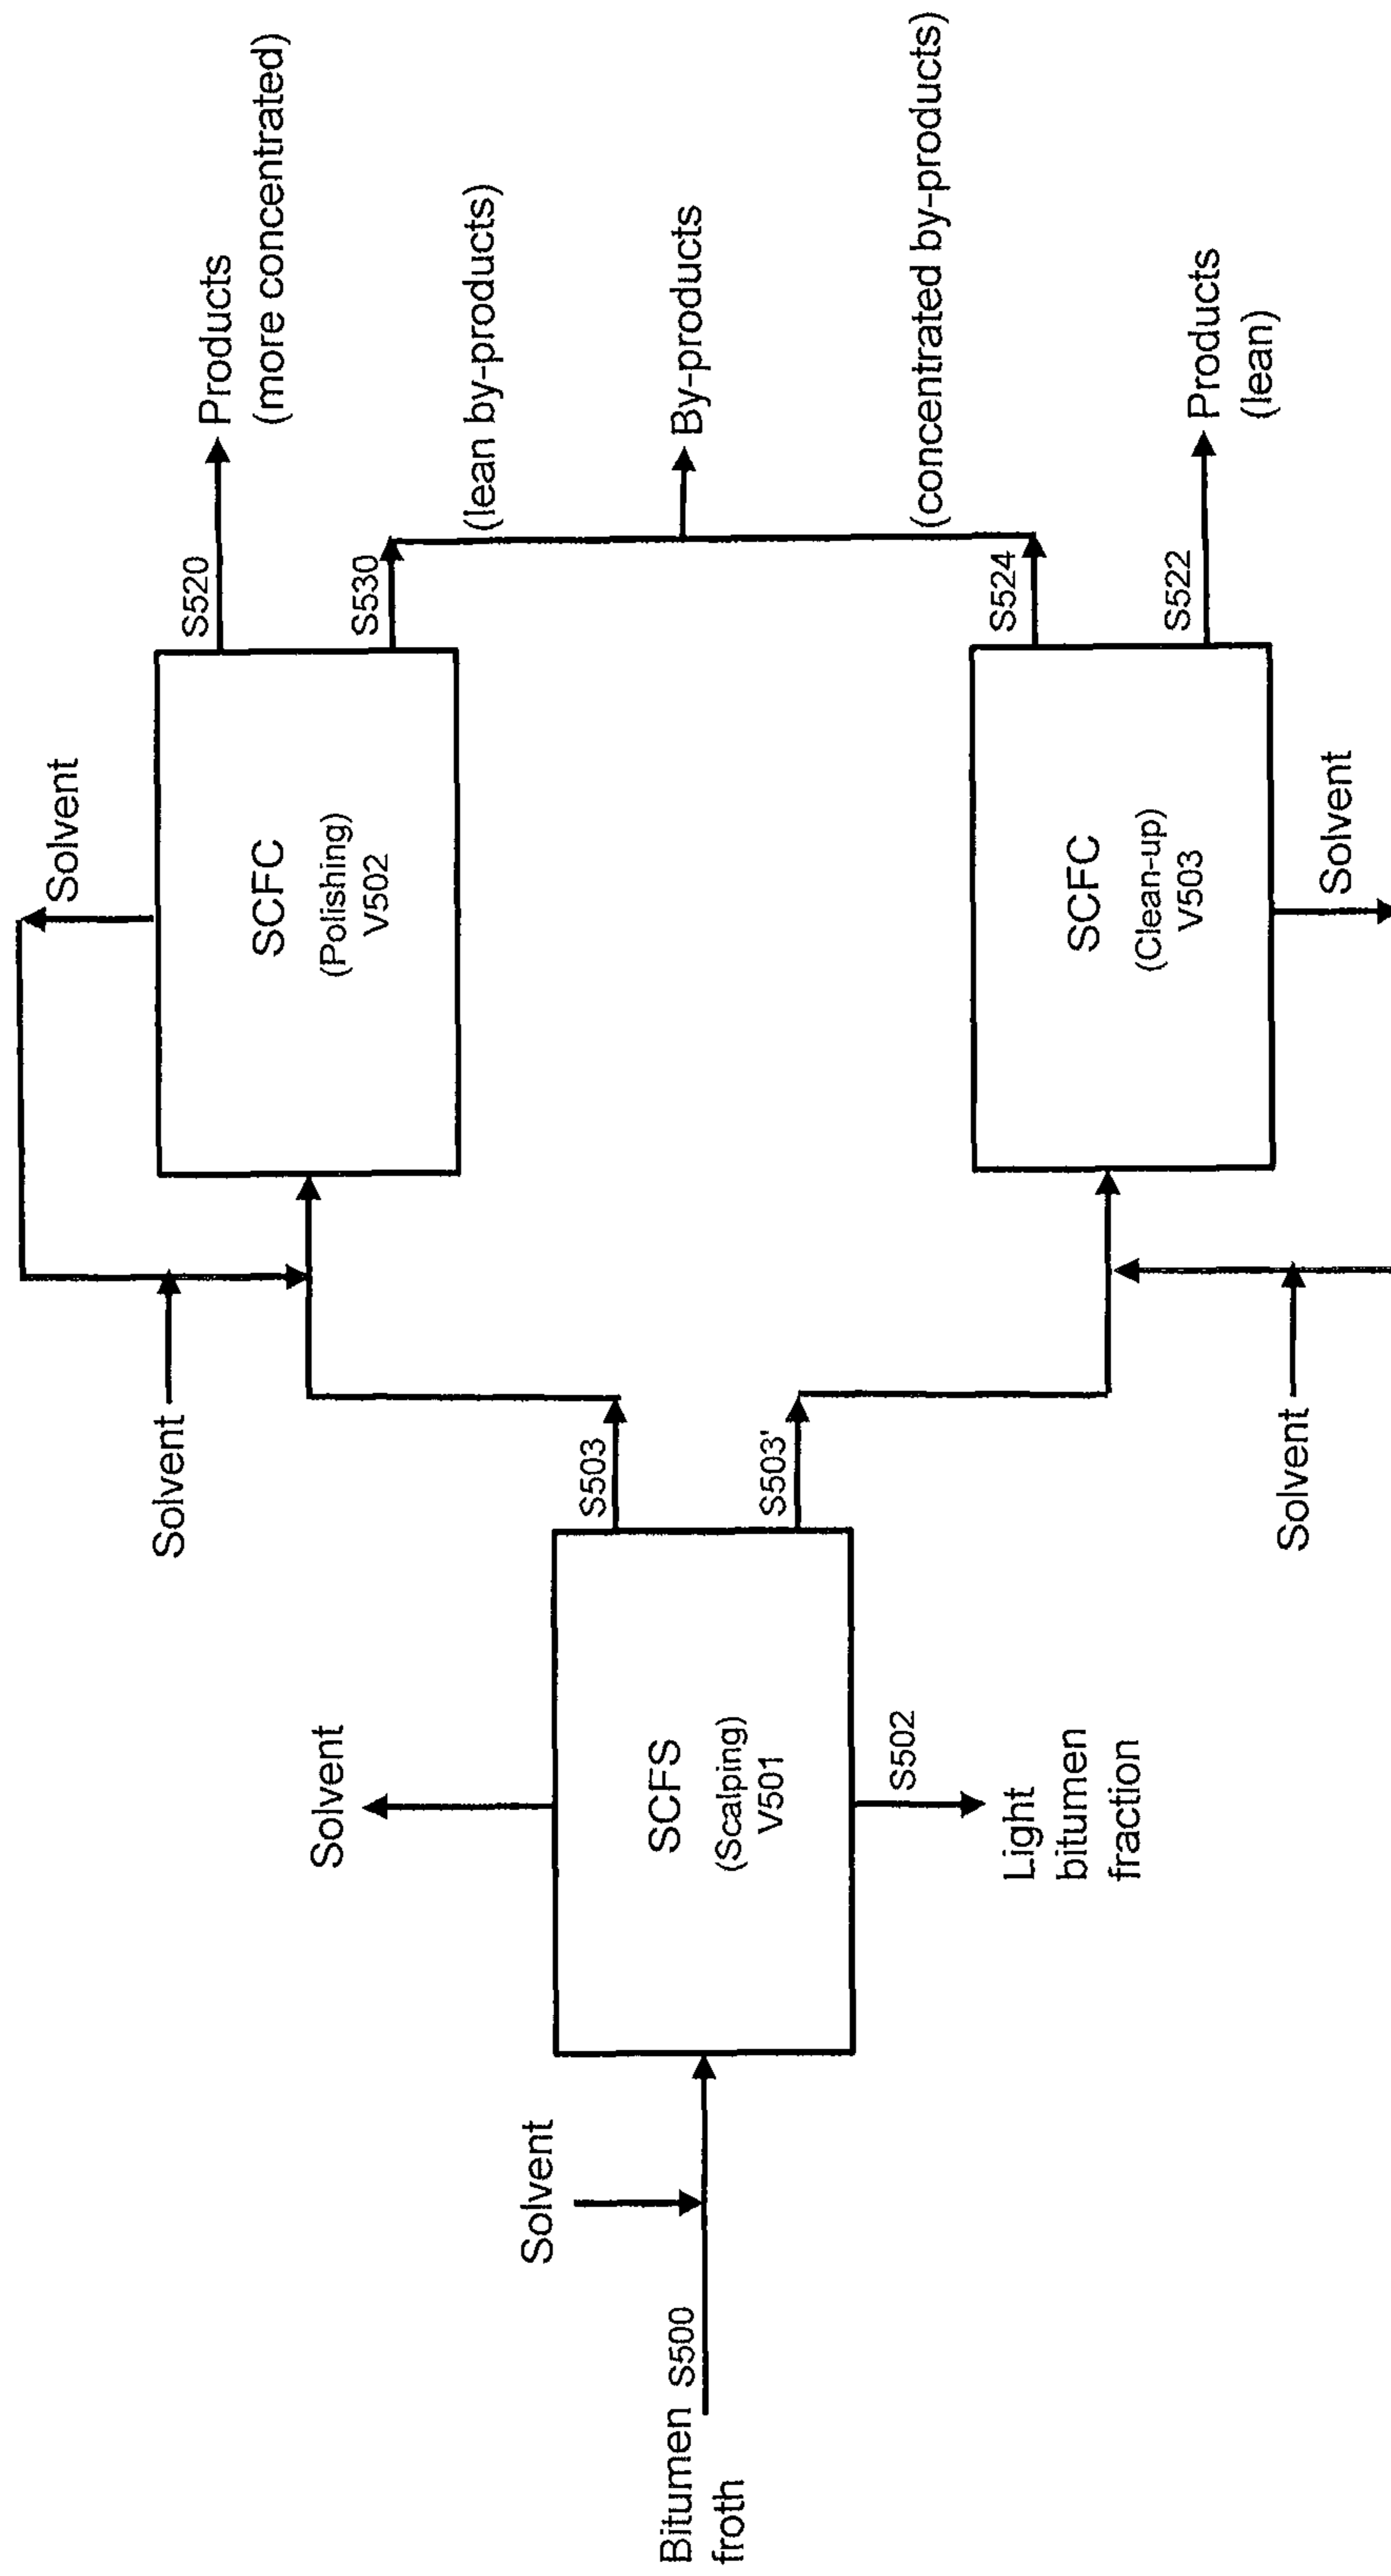 Bitumen
froth
S500
Solvent
Solvent
SCFS
(Scalping)
V501
S502
Light
bitumen
fraction
S503
S503'
Solvent
Solvent
SCFC
(Polishing)
V502
S520
Products
(more concentrated)
S530
(lean by-products)
By-products
(concentrated by-products)
S524
SCFC
(Clean-up)
V503
S522
Products
(lean)
Solvent
Solvent